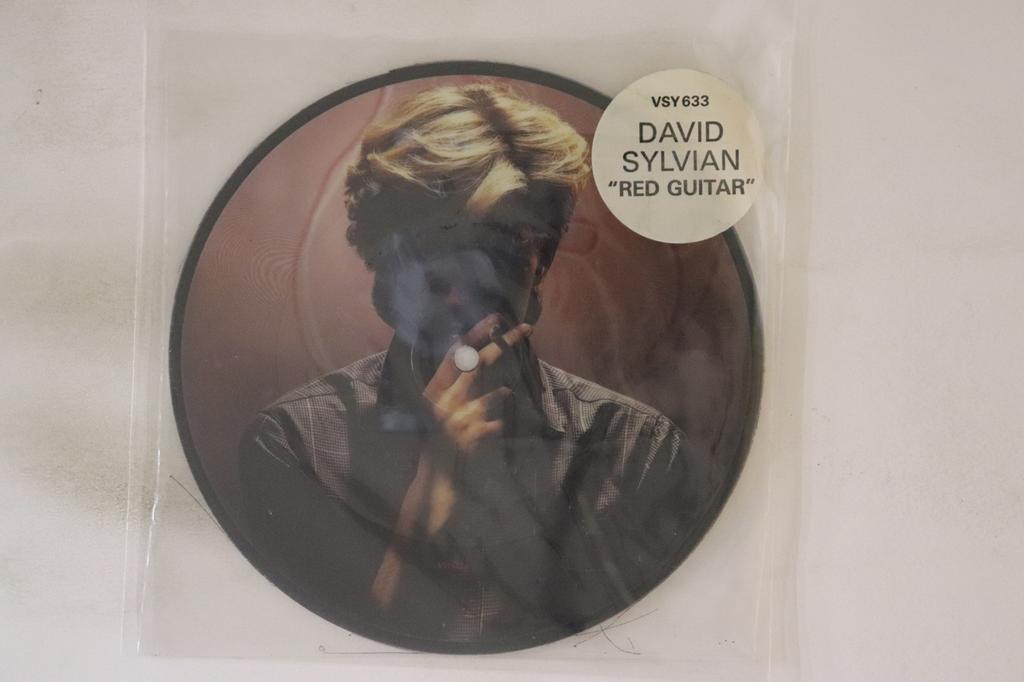 VSY 633
DAVID
SYLVIAN
"RED GUITAR"